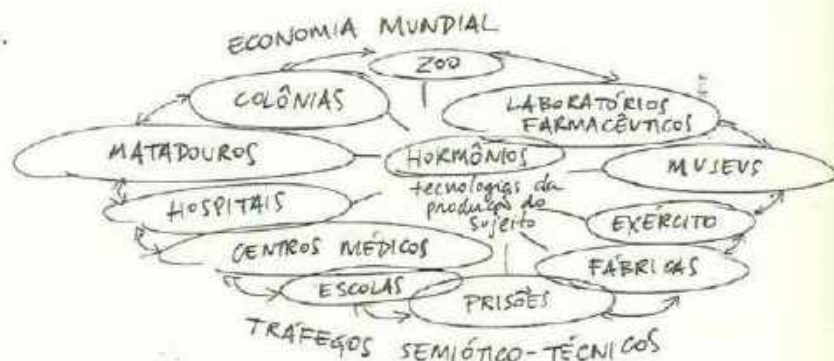 ECONOMIA MUNDIAL
ZOO
COLÔNIAS
LABORATÓRIOS
FARMACÊUTICOS
MATADOUROS
HORMÔNIOS
MUSEUS
tecnologias da
produção do
sujeito
HOSPITAIS
EXÉRCITO
CENTROS MÉDICOS
FÁBRICAS
ESCOLAS
PRISÕES
TRÁFEGOS SEMIÓTICO-TÉCNICOS